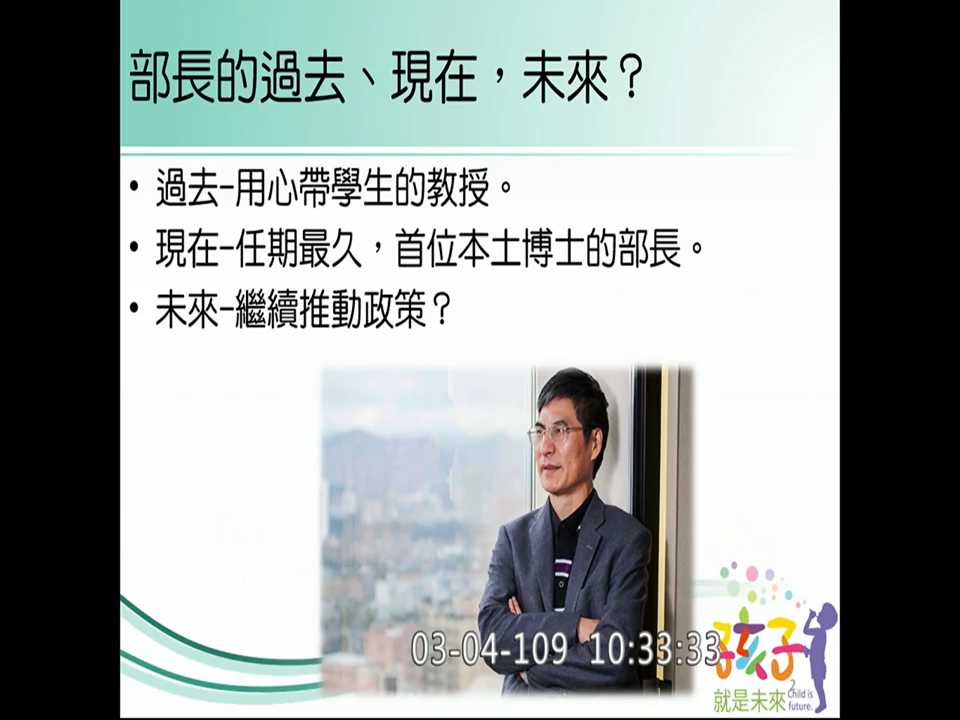 部長的過去、現在，未來？
• 過去-用心帶學生的教授。
• 現在-任期最久，首位本土博士的部長。
• 未來-繼續推動政策？
03-04-109 10:33:33
孩子
2
就是未來 Child is future.